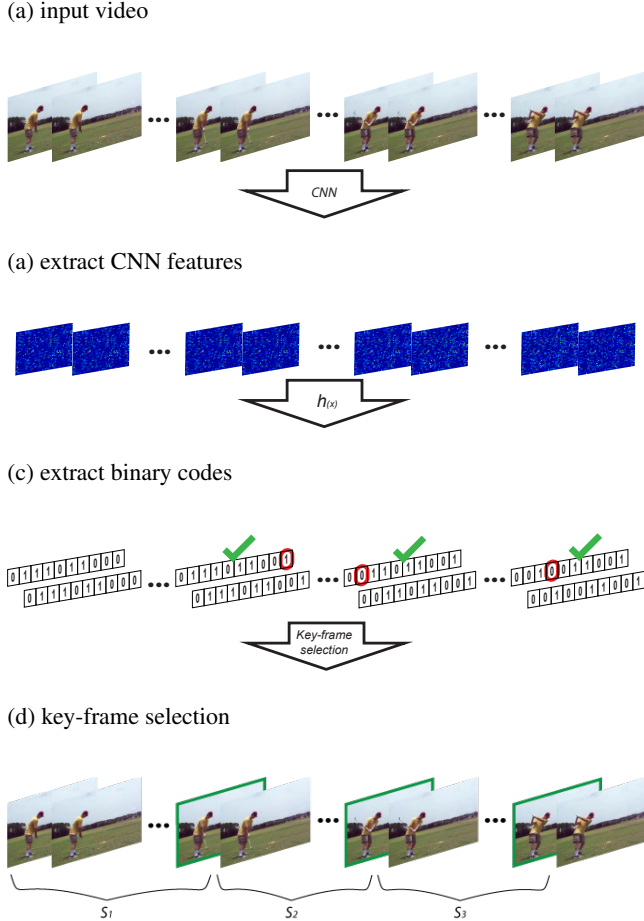 (a) input video
...
...
...
CNN
(a) extract CNN features
...
...
...
h(x)
(c) extract binary codes
0 1 1 1 0 1 1 0 0 0
0 1 1 1 0 1 1 0 0 0
...
0 1 1 1 0 1 1 0 0 1
0 1 1 1 0 1 1 0 0 1
...
0 0 1 1 0 1 1 0 0 1
0 0 1 1 0 1 1 0 0 1
...
0 0 1 0 0 1 1 0 0 1
0 0 1 0 0 1 1 0 0 1
Key-frame
selection
(d) key-frame selection
...
...
...
S1
S2
S3